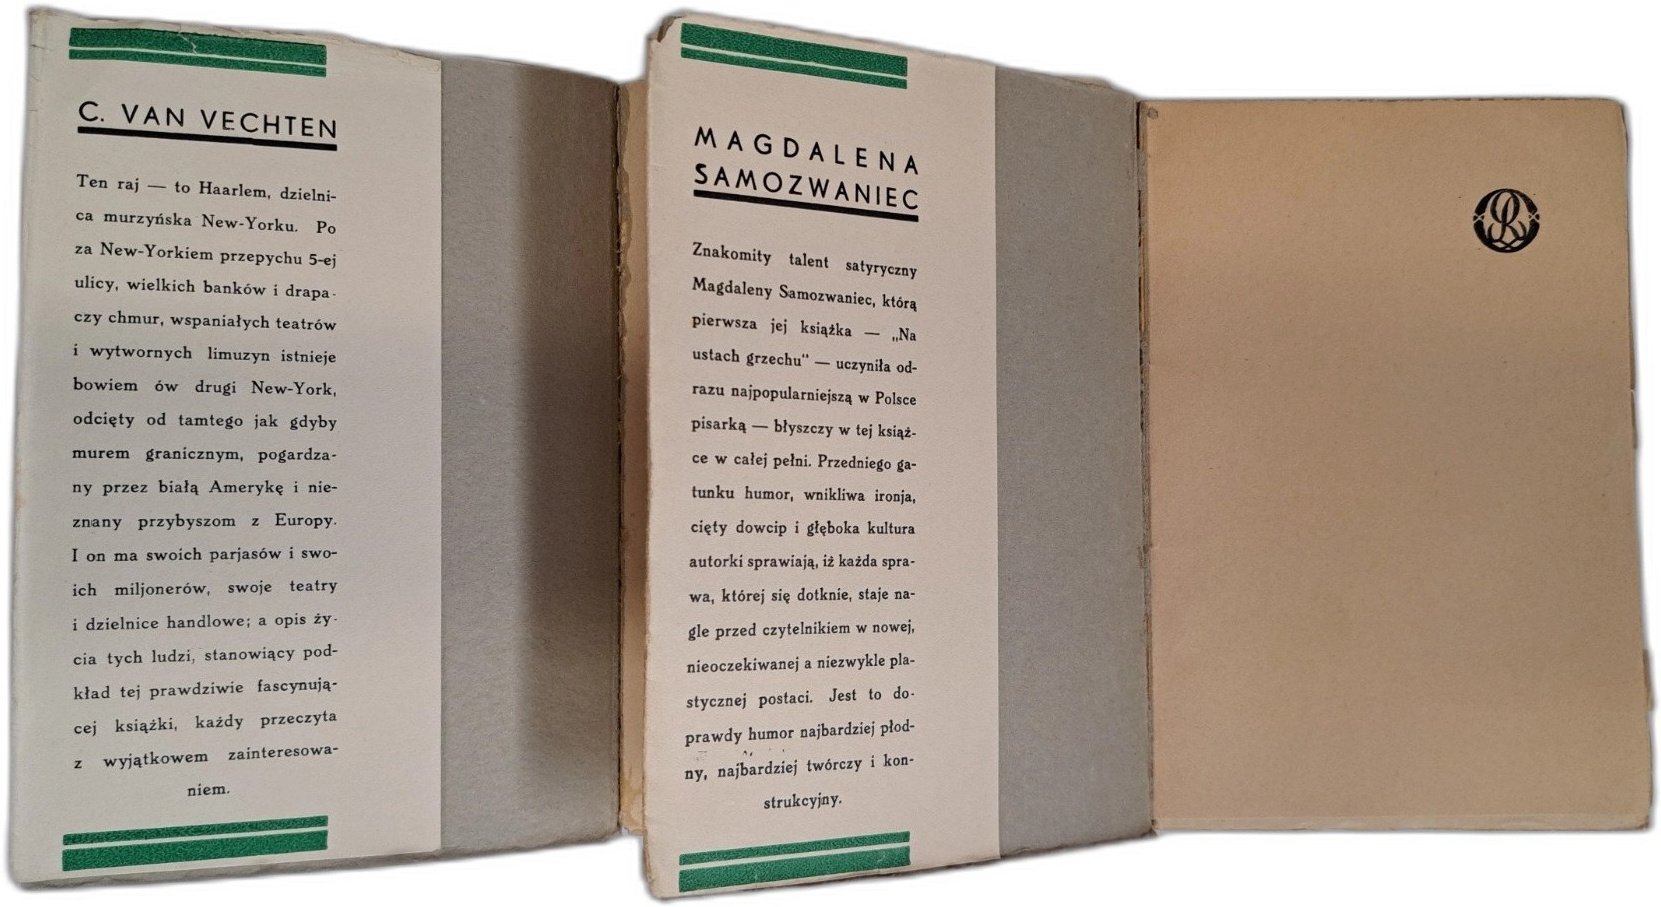 C. VAN VECHTEN
Ten raj — to Haarlem, dzielni-
ca murzyńska New-Yorku. Po
za New-Yorkiem przepychu 5-ej
ulicy, wielkich banków i drapa-
czy chmur, wspaniałych teatrów
i wytwornych limuzyn istnieje
bowiem ów drugi New-York,
odcięty od tamtego jak gdyby
murem granicznym, pogardza-
ny przez białą Amerykę i nie-
znany przybyszom z Europy.
I on ma swoich parjasów i swo-
ich miljonerów, swoje teatry
i dzielnice handlowe; a opis ży-
cia tych ludzi, stanowiący pod-
kład tej prawdziwie fascynują-
cej książki, każdy przeczyta
z wyjątkowem zainteresowa-
niem.
MAGDALENA
SAMOZWANIEC
Znakomity talent satyryczny
Magdaleny Samozwaniec, którą
pierwsza jej książka — „Na
ustach grzechu" — uczyniła od-
razu najpopularniejszą w Polsce
pisarką — błyszczy w tej książ-
ce w całej pełni. Przedniego ga-
tunku humor, wnikliwa ironja,
cięty dowcip i głęboka kultura
autorki sprawiają, iż każda spra-
wa, której się dotknie, staje na-
gle przed czytelnikiem w nowej,
nieoczekiwanej a niezwykle pla-
stycznej postaci. Jest to do-
prawdy humor najbardziej płod-
ny, najbardziej twórczy i kon-
strukcyjny.